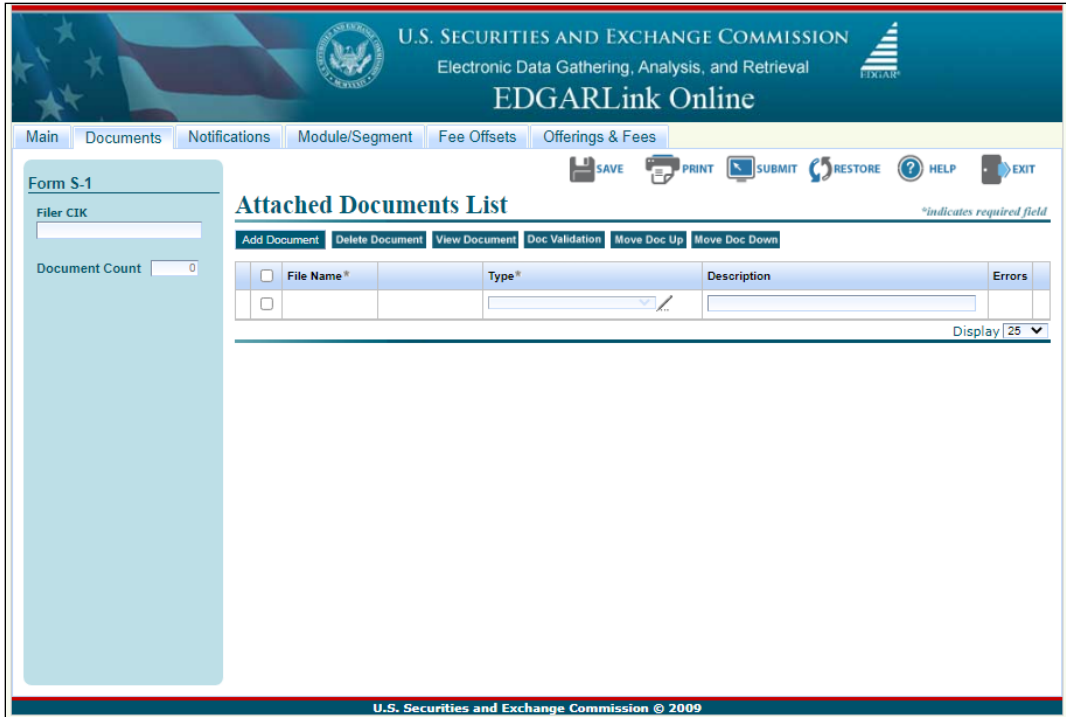 U.S. SECURITIES AND EXCHANGE COMMISSION
Electronic Data Gathering, Analysis, and Retrieval
EDGAR®
EDGARLink Online
Main Documents Notifications Module/Segment Fee Offsets Offerings & Fees
SAVE PRINT SUBMIT RESTORE ? HELP EXIT
Form S-1
Filer CIK
Document Count 0
Attached Documents List
*indicates required field
Add Document Delete Document View Document Doc Validation Move Doc Up Move Doc Down
File Name* Type* Description Errors
Display 25
U.S. Securities and Exchange Commission © 2009